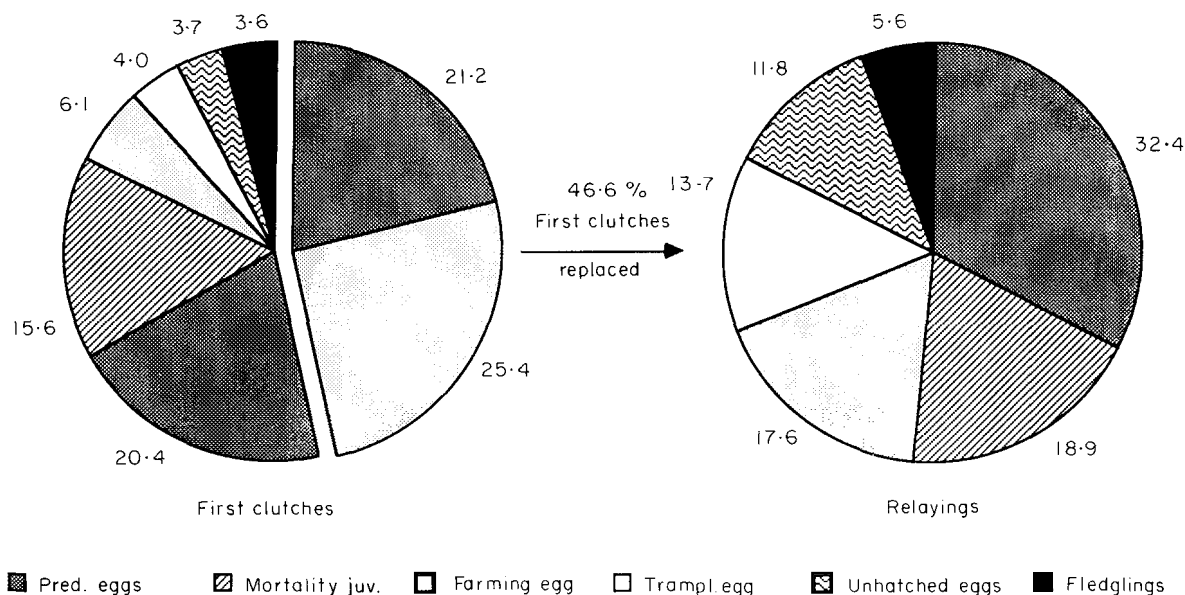 3·7 3·6
4·0
6·1
21·2
15·6
20·4
25·4
First clutches
46·6 %
First clutches
replaced
5·6
11·8
13·7
32·4
17·6
18·9
Relayings
Pred. eggs Mortality juv. Farming egg Trampl. egg Unhatched eggs Fledglings